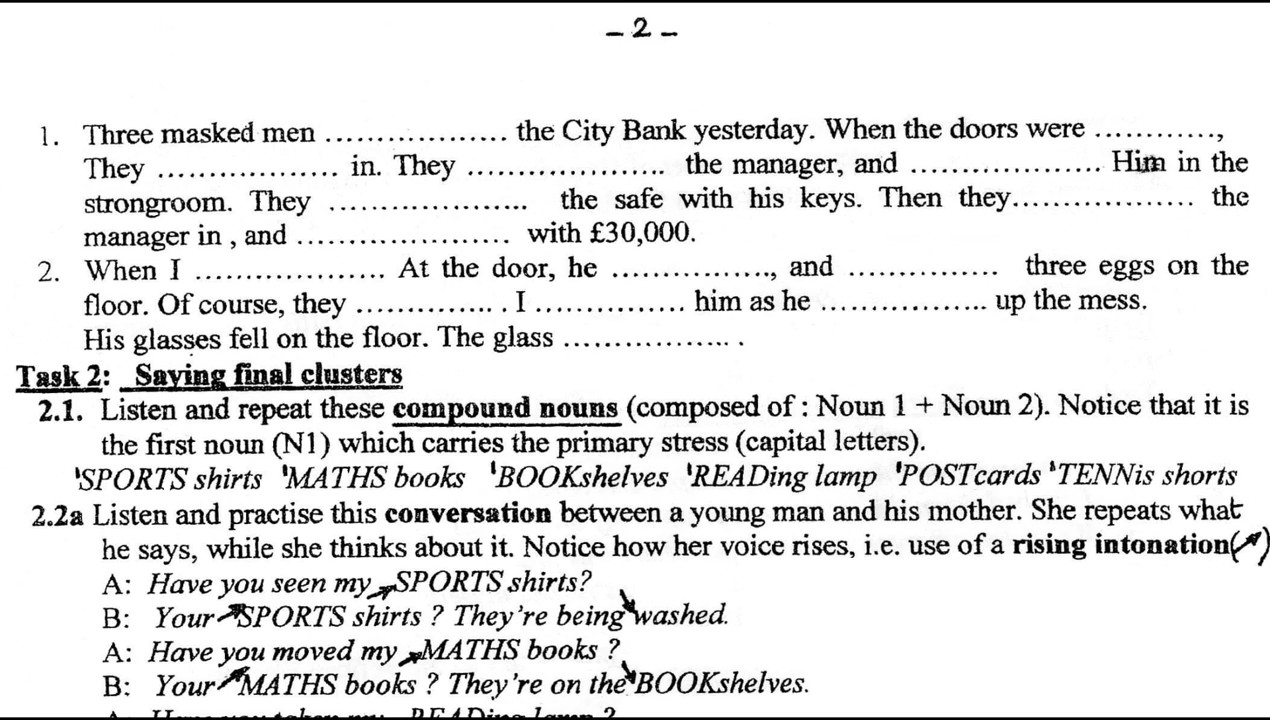 - 2 -
1. Three masked men .................. the City Bank yesterday. When the doors were ............,
They .................. in. They ................... the manager, and ................... Him in the
strongroom. They .................... the safe with his keys. Then they.................. the
manager in , and ..................... with £30,000.
2. When I ................... At the door, he ................, and ............... three eggs on the
floor. Of course, they .............. . I ............... him as he ................. up the mess.
His glasses fell on the floor. The glass ................. .
Task 2: Saying final clusters
2.1. Listen and repeat these compound nouns (composed of : Noun 1 + Noun 2). Notice that it is
the first noun (N1) which carries the primary stress (capital letters).
'SPORTS shirts 'MATHS books 'BOOKshelves 'READing lamp 'POSTcards 'TENNis shorts
2.2a Listen and practise this conversation between a young man and his mother. She repeats what
he says, while she thinks about it. Notice how her voice rises, i.e. use of a rising intonation(↗)
A: Have you seen my ↗SPORTS shirts?
B: Your ↗SPORTS shirts ? They're being ↘washed.
A: Have you moved my ↗MATHS books ?
B: Your ↗MATHS books ? They're on the ↘BOOKshelves.